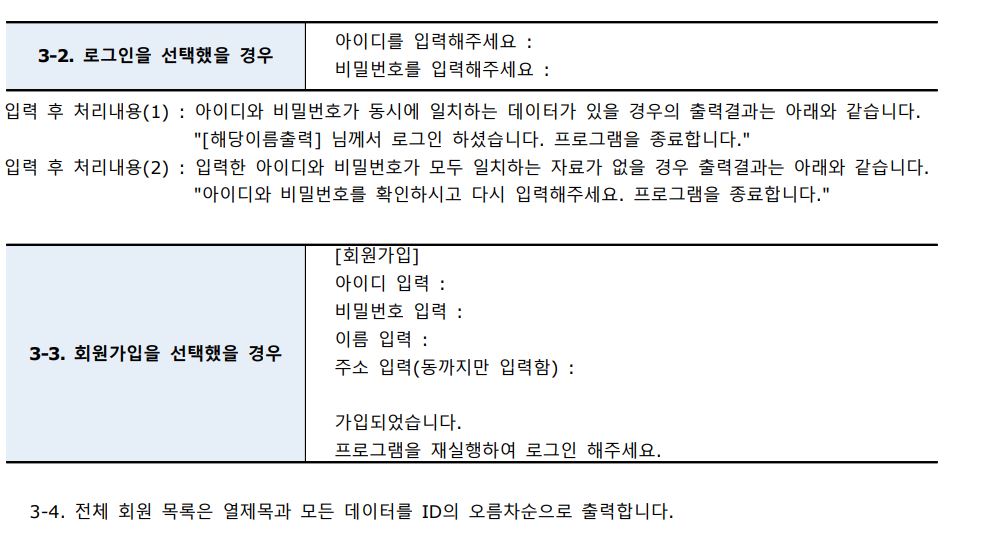 3-2. 로그인을 선택했을 경우
아이디를 입력해주세요 :
비밀번호를 입력해주세요 :
입력 후 처리내용(1) : 아이디와 비밀번호가 동시에 일치하는 데이터가 있을 경우의 출력결과는 아래와 같습니다.
"[해당이름출력] 님께서 로그인 하셨습니다. 프로그램을 종료합니다."
입력 후 처리내용(2) : 입력한 아이디와 비밀번호가 모두 일치하는 자료가 없을 경우 출력결과는 아래와 같습니다.
"아이디와 비밀번호를 확인하시고 다시 입력해주세요. 프로그램을 종료합니다."
3-3. 회원가입을 선택했을 경우
[회원가입]
아이디 입력 :
비밀번호 입력 :
이름 입력 :
주소 입력(동까지만 입력함) :
가입되었습니다.
프로그램을 재실행하여 로그인 해주세요.
3-4. 전체 회원 목록은 열제목과 모든 데이터를 ID의 오름차순으로 출력합니다.